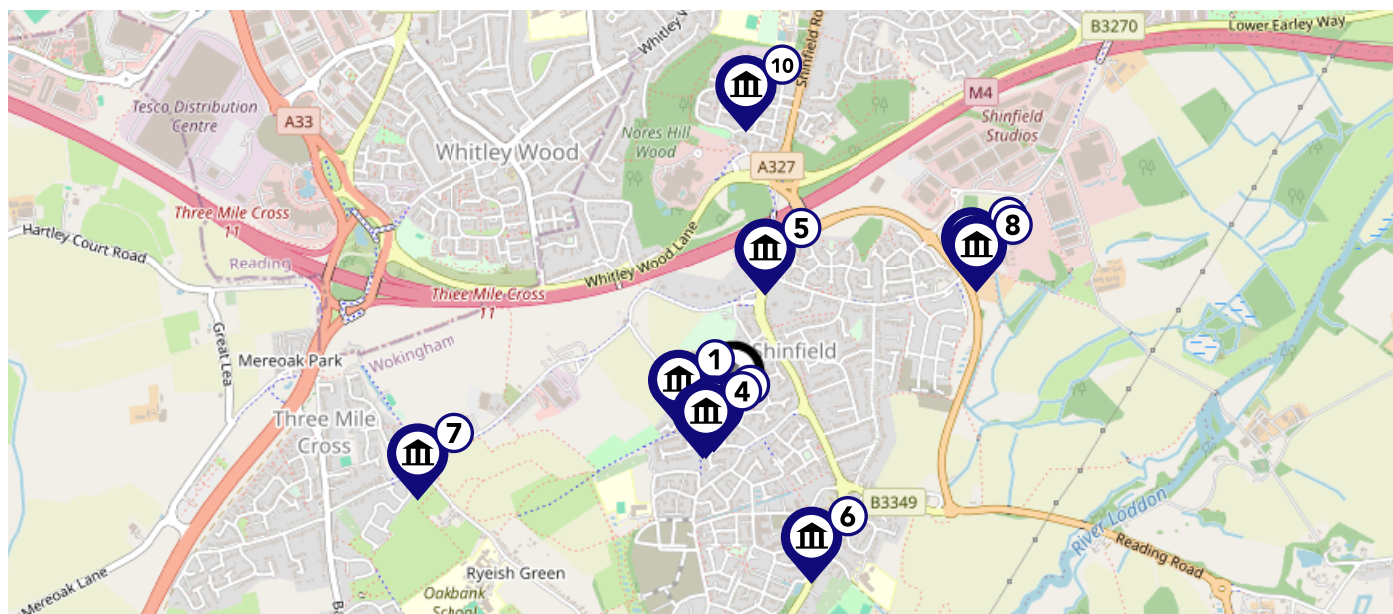 B3270
Lower Earley Way
Whitley
Shinfield Ro
10
M4
Tesco Distribution
Centre
A33
Shinfield
Studios
Nores Hill
Wood
Whitley Wood
A327
Three Mile Cross
11
5
8
Hartley Court Road
Whitley Wood Lane
Reading
Three Mile Cross
11
Great Lea
Mereoak Park
Wokingham
1
Shinfield
4
Three Mile
Cross
7
B3349
6
River Loddon
Reading Road
Mereoak Lane
Ryeish Green
Oakbank
School